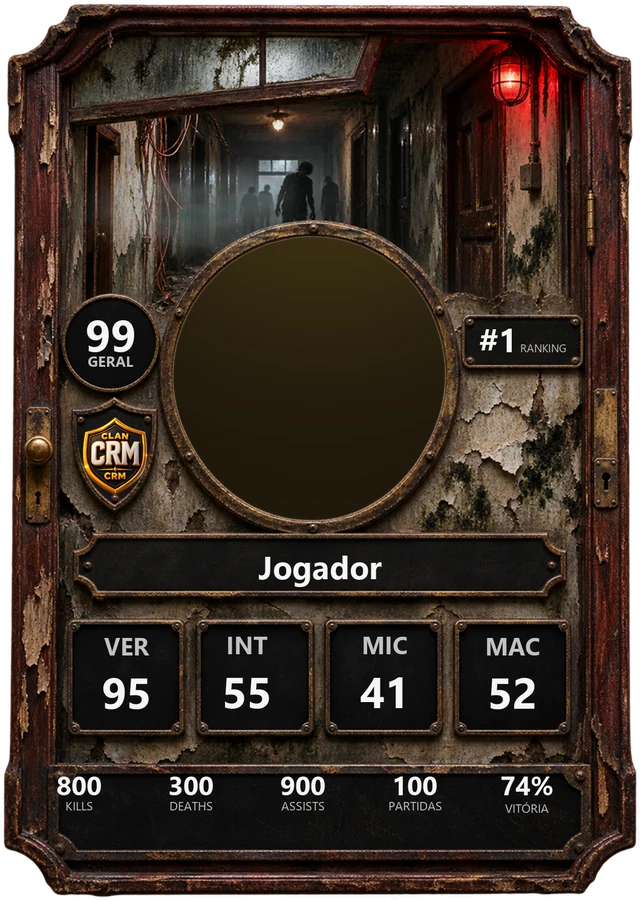 99
GERAL
#1 RANKING
CLAN
CRM
CRM
Jogador
VER INT MIC MAC
95 55 41 52
800 300 900 100 74%
KILLS DEATHS ASSISTS PARTIDAS VITÓRIA